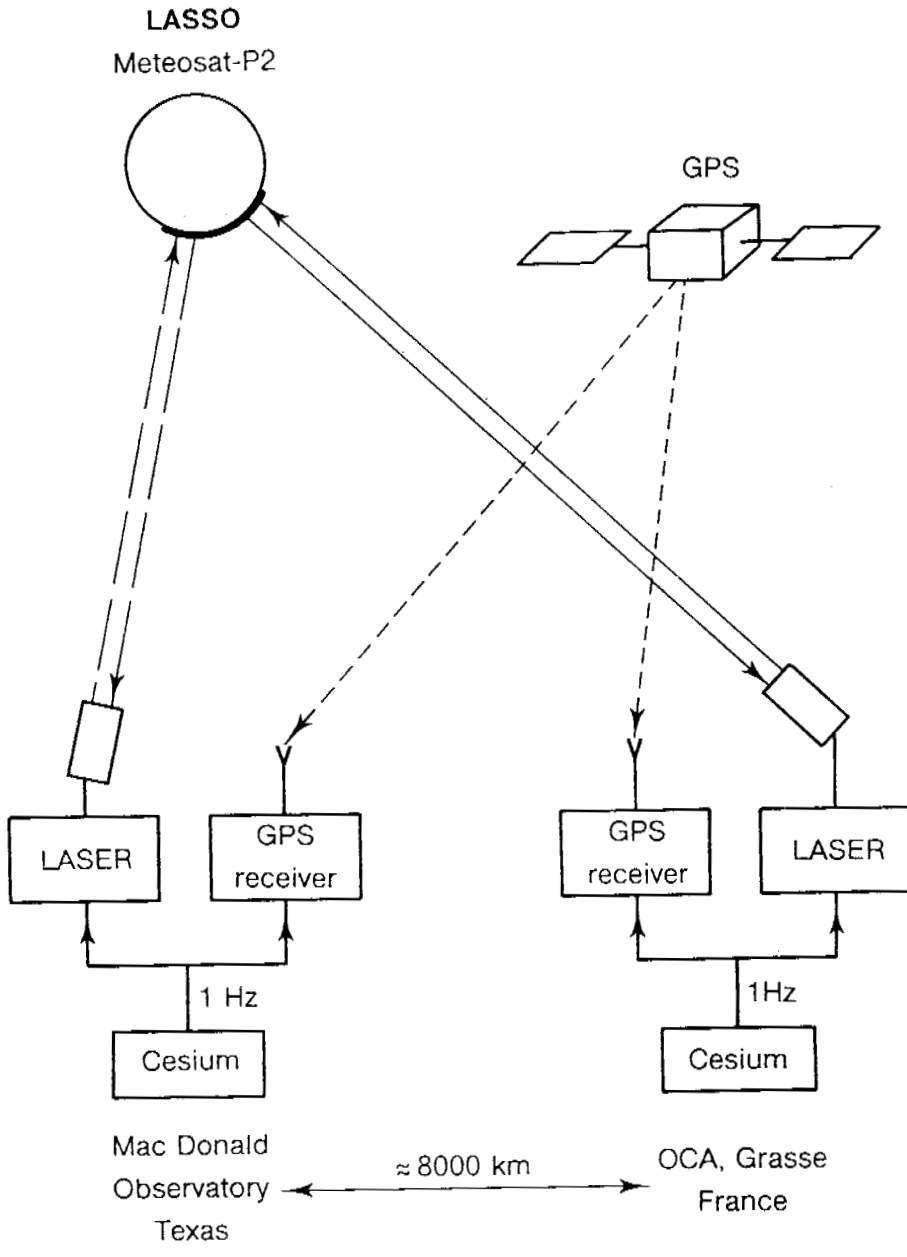 LASSO
Meteosat-P2
GPS
LASER
GPS
receiver
GPS
receiver
LASER
1 Hz
1Hz
Cesium
Cesium
Mac Donald
Observatory
Texas
≈ 8000 km
OCA, Grasse
France